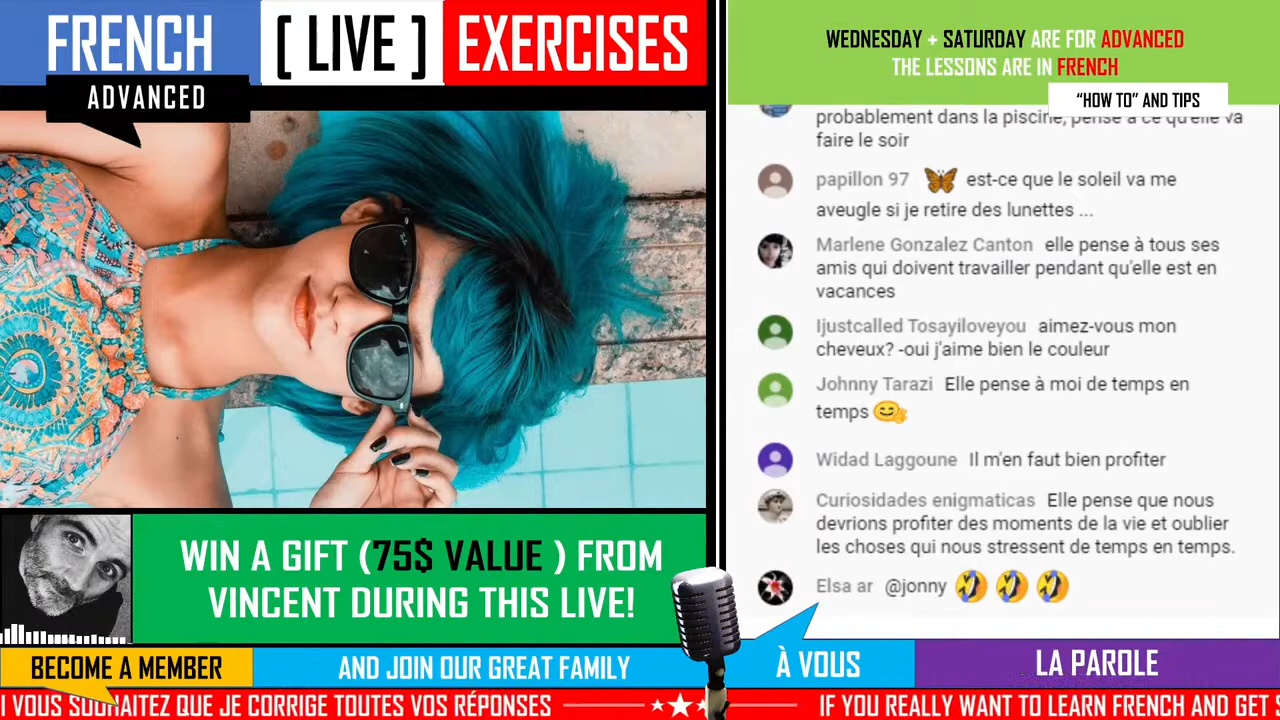 FRENCH [ LIVE ] EXERCISES
ADVANCED
WEDNESDAY + SATURDAY ARE FOR ADVANCED
THE LESSONS ARE IN FRENCH
"HOW TO" AND TIPS
probablement dans la piscine, pense à ce qu'elle va
faire le soir
papillon 97 est-ce que le soleil va me
aveugle si je retire des lunettes ...
Marlene Gonzalez Canton elle pense à tous ses
amis qui doivent travailler pendant qu'elle est en
vacances
Ijustcalled Tosayiloveyou aimez-vous mon
cheveux? -oui j'aime bien le couleur
Johnny Tarazi Elle pense à moi de temps en
temps
Widad Laggoune Il m'en faut bien profiter
Curiosidades enigmaticas Elle pense que nous
devrions profiter des moments de la vie et oublier
les choses qui nous stressent de temps en temps.
Elsa ar @jonny
WIN A GIFT (75$ VALUE ) FROM
VINCENT DURING THIS LIVE!
BECOME A MEMBER AND JOIN OUR GREAT FAMILY
À VOUS LA PAROLE
I VOUS SOUHAITEZ QUE JE CORRIGE TOUTES VOS RÉPONSES IF YOU REALLY WANT TO LEARN FRENCH AND GET